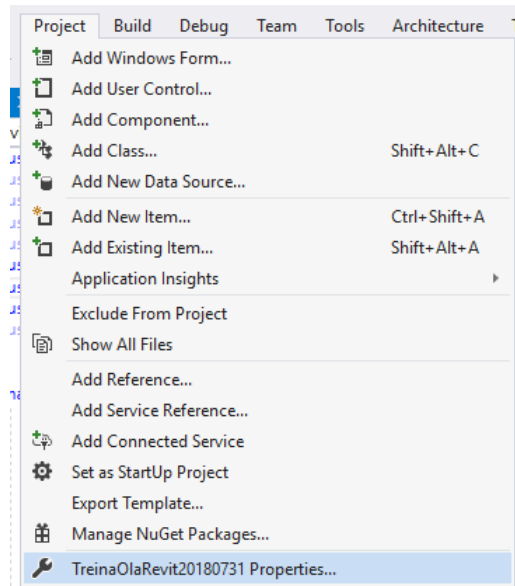 Project Build Debug Team Tools Architecture
Add Windows Form...
Add User Control...
Add Component...
Add Class... Shift+Alt+C
Add New Data Source...
Add New Item... Ctrl+Shift+A
Add Existing Item... Shift+Alt+A
Application Insights
Exclude From Project
Show All Files
Add Reference...
Add Service Reference...
Add Connected Service
Set as StartUp Project
Export Template...
Manage NuGet Packages...
TreinaOlaRevit20180731 Properties...